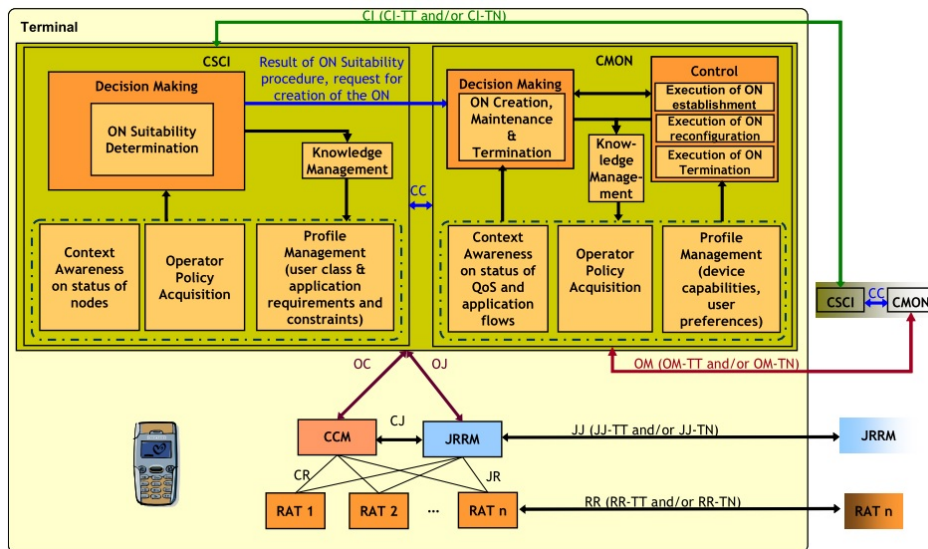 CI (CI-TT and/or CI-TN)
Terminal
CSCI
Result of ON Suitability
procedure, request for
creation of the ON
CMON
Decision Making
ON Suitability
Determination
Knowledge
Management
Context
Awareness
on status of
nodes
Operator
Policy
Acquisition
Profile
Management
(user class &
application
requirements and
constraints)
CC
Decision Making
ON Creation,
Maintenance
&
Termination
Control
Execution of ON
establishment
Execution of ON
reconfiguration
Execution of ON
Termination
Know-
ledge
Manage-
ment
Context
Awareness
on status of
QoS and
application
flows
Operator
Policy
Acquisition
Profile
Management
(device
capabilities,
user
preferences)
CSCI
CC
CMON
OM (OM-TT and/or OM-TN)
OC
OJ
CCM
CJ
JRRM
JJ (JJ-TT and/or JJ-TN)
JRRM
CR
JR
RAT 1
RAT 2
...
RAT n
RR (RR-TT and/or RR-TN)
RAT n